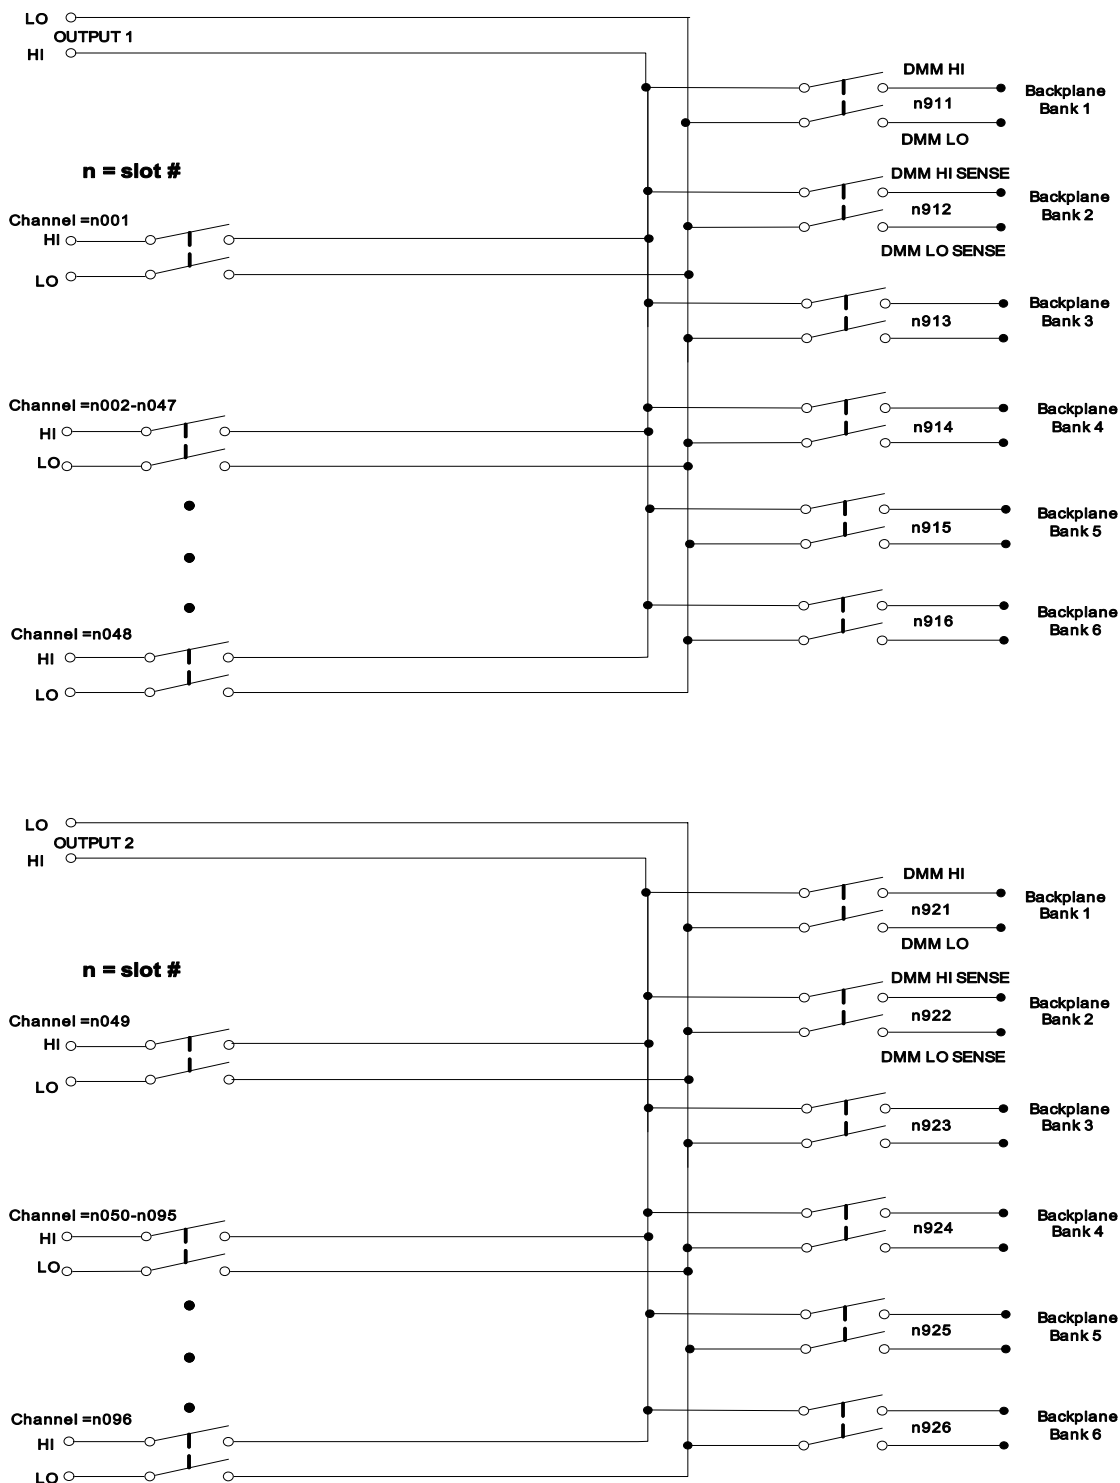 LO
OUTPUT 1
HI
DMM HI
n911
Backplane
Bank 1
DMM LO
n = slot #
DMM HI SENSE
n912
Backplane
Bank 2
DMM LO SENSE
Channel =n001
HI
LO
n913
Backplane
Bank 3
Channel =n002-n047
HI
LO
n914
Backplane
Bank 4
n915
Backplane
Bank 5
n916
Backplane
Bank 6
Channel =n048
HI
LO
LO
OUTPUT 2
HI
DMM HI
n921
Backplane
Bank 1
DMM LO
n = slot #
DMM HI SENSE
n922
Backplane
Bank 2
DMM LO SENSE
Channel =n049
HI
LO
n923
Backplane
Bank 3
Channel =n050-n095
HI
LO
n924
Backplane
Bank 4
n925
Backplane
Bank 5
n926
Backplane
Bank 6
Channel =n096
HI
LO